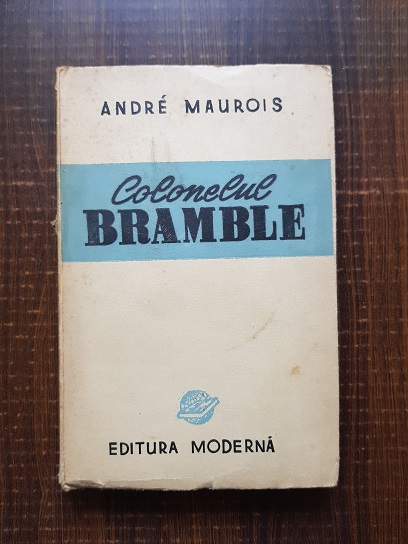 ANDRÉ MAUROIS
Colonelul
BRAMBLE
EDITURA MODERNĂ